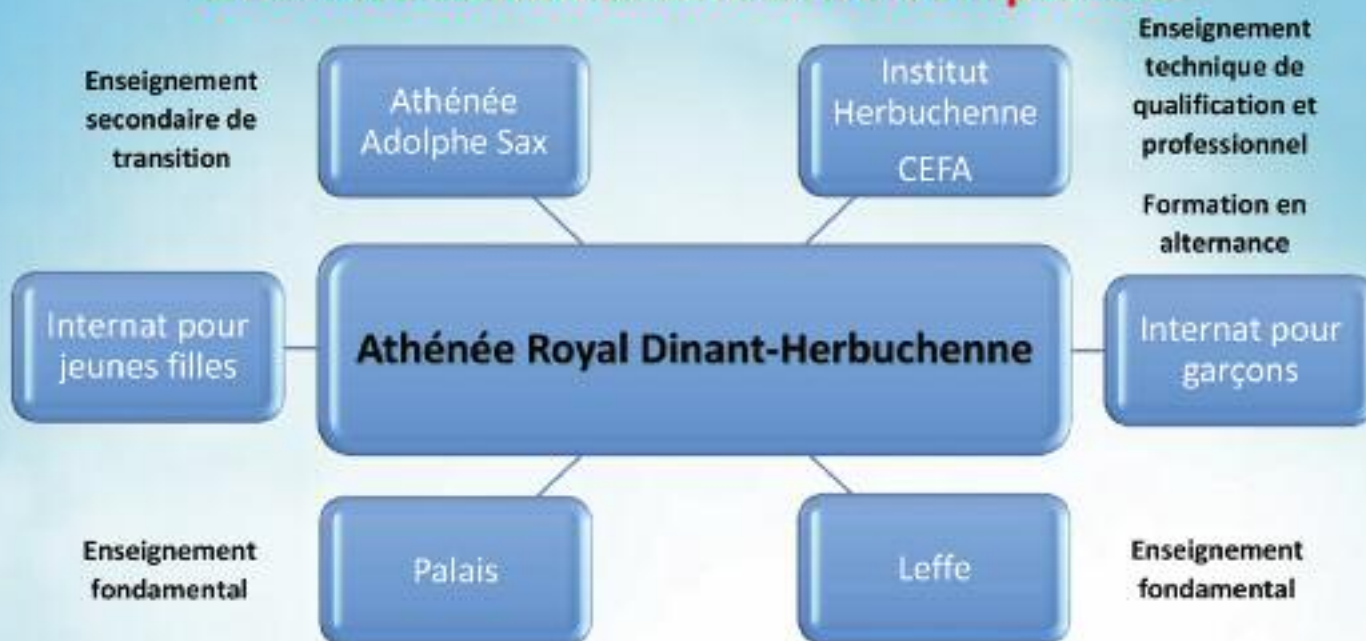 Enseignement
secondaire de
transition
Athénée
Adolphe Sax
Institut
Herbuchenne
CEFA
Enseignement
technique de
qualification et
professionnel
Formation en
alternance
Internat pour
jeunes filles
Athénée Royal Dinant-Herbuchenne
Internat pour
garçons
Enseignement
fondamental
Palais
Leffe
Enseignement
fondamental